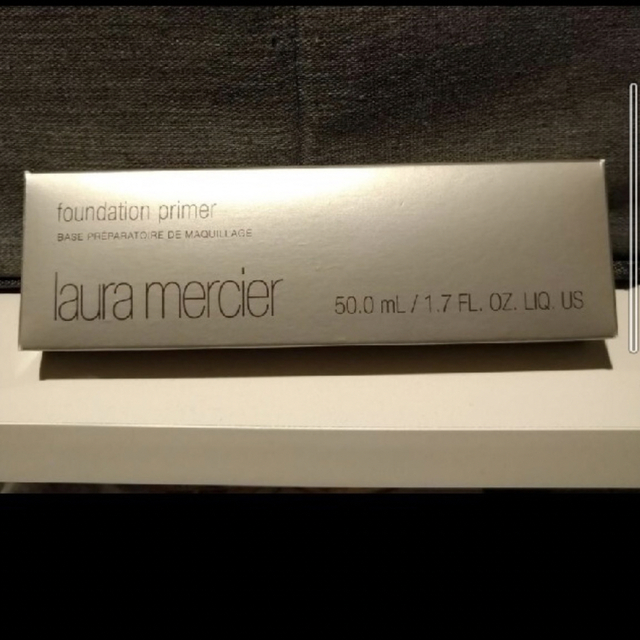 foundation primer
BASE PRÉPARATOIRE DE MAQUILLAGE
laura mercier
50.0 mL / 1.7 FL. OZ. LIQ. US